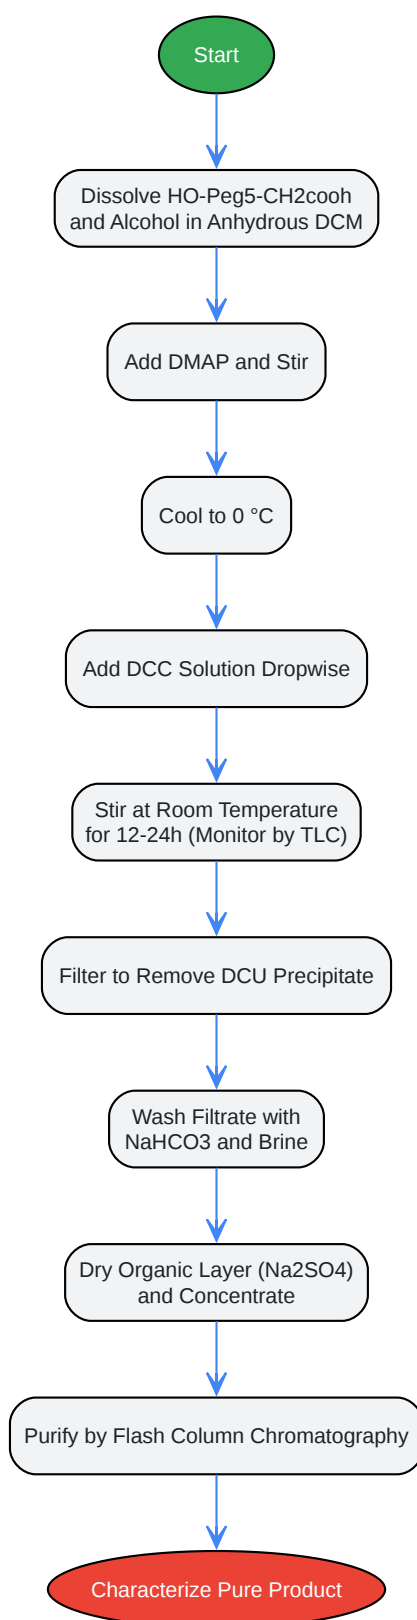 Start
Dissolve HO-Peg5-CH2cooh
and Alcohol in Anhydrous DCM
Add DMAP and Stir
Cool to 0 °C
Add DCC Solution Dropwise
Stir at Room Temperature
for 12-24h (Monitor by TLC)
Filter to Remove DCU Precipitate
Wash Filtrate with
NaHCO3 and Brine
Dry Organic Layer (Na2SO4)
and Concentrate
Purify by Flash Column Chromatography
Characterize Pure Product